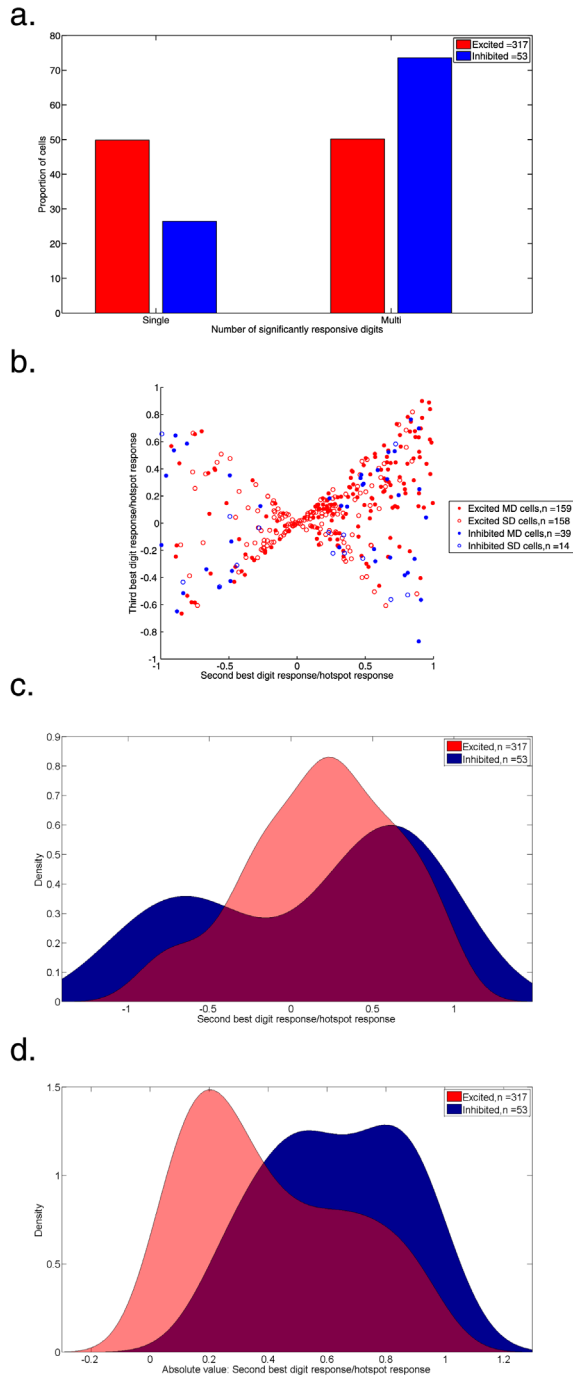 a.
Excited =317
Inhibited =53
80
70
60
50
40
30
20
10
0
Proportion of cells
Single
Multi
Number of significantly responsive digits
b.
1
0.8
0.6
0.4
0.2
0
-0.2
-0.4
-0.6
-0.8
-1
Third best digit response/hotspot response
-1
-0.5
0
0.5
1
Second best digit response/hotspot response
Excited MD cells,n =159
Excited SD cells,n =158
Inhibited MD cells,n =39
Inhibited SD cells,n =14
c.
Excited,n =317
Inhibited,n =53
0.9
0.8
0.7
0.6
0.5
0.4
0.3
0.2
0.1
0
Density
-1
-0.5
0
0.5
1
Second best digit response/hotspot response
d.
Excited,n =317
Inhibited,n =53
1.5
1
0.5
0
Density
-0.2
0
0.2
0.4
0.6
0.8
1
1.2
Absolute value: Second best digit response/hotspot response